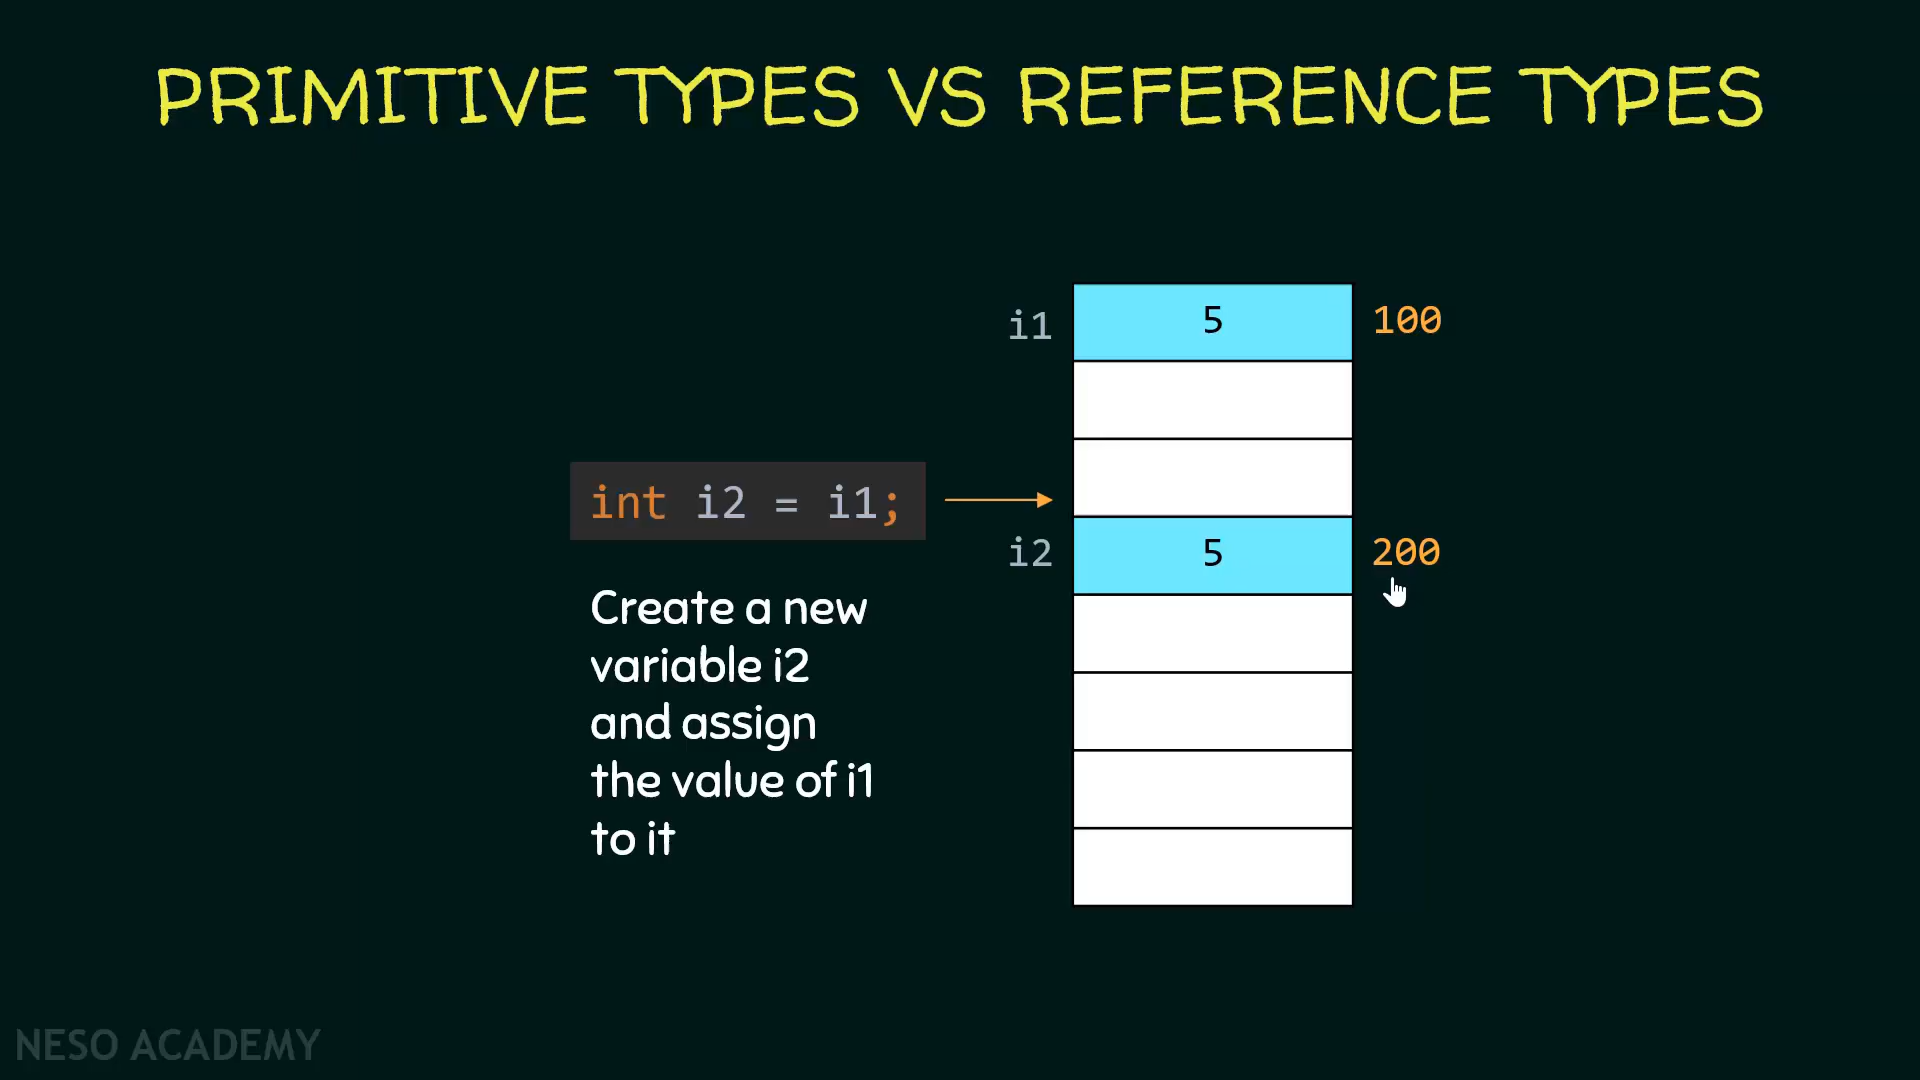 PRIMITIVE TYPES VS REFERENCE TYPES
i1 5 100
int i2 = i1;
i2 5 200
Create a new
variable i2
and assign
the value of i1
to it
NESO ACADEMY